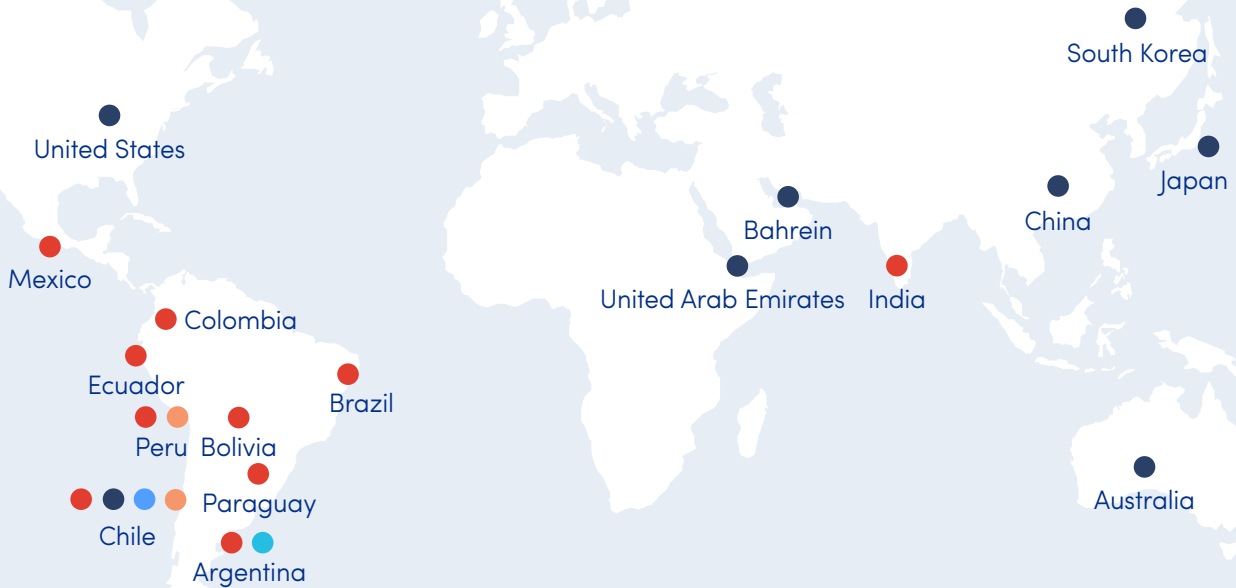 South Korea
United States
Japan
China
Bahrain
Mexico
United Arab Emirates
India
Colombia
Ecuador
Brazil
Peru
Bolivia
Paraguay
Australia
Chile
Argentina